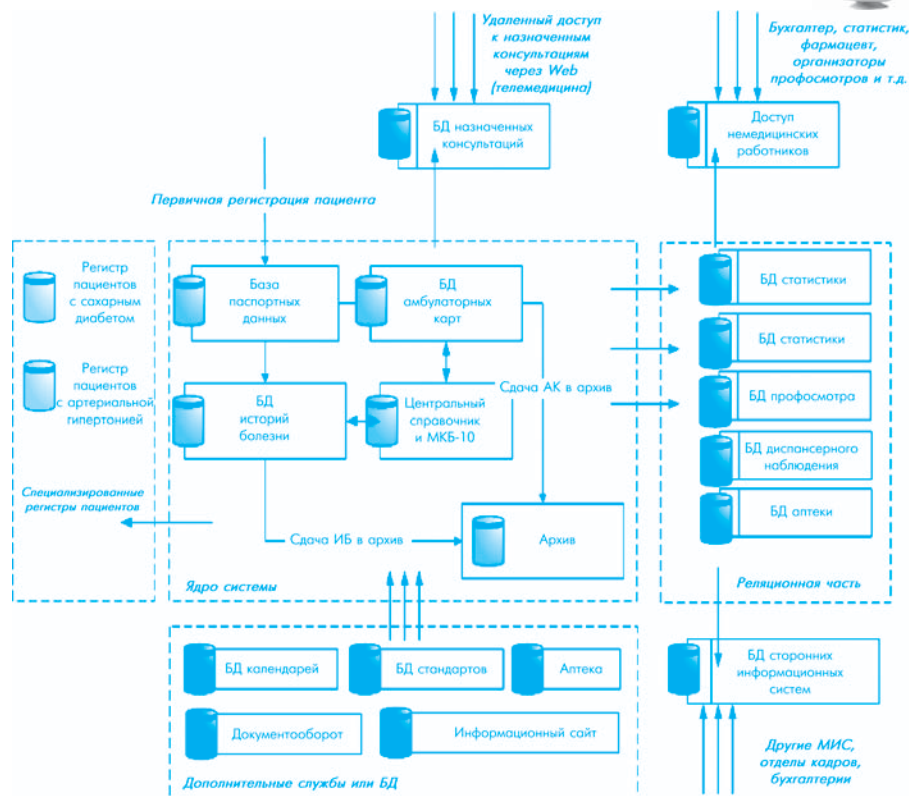 Удаленный доступ
к назначенным
консультациям
через Web
(телемедицина)
Бухгалтер, статистик,
фармацевт,
организаторы
профосмотров и т.д.
БД назначенных
консультаций
Доступ
немедицинских
работников
Первичная регистрация пациента
Регистр
пациентов
с сахарным
диабетом
Регистр
пациентов
с артериальной
гипертонией
Специализированные
регистры пациентов
База
паспортных
данных
БД
амбулаторных
карт
БД
историй
болезни
Центральный
справочник
и МКБ-10
Сдача АК в архив
Сдача ИБ в архив
Архив
Ядро системы
БД статистики
БД статистики
БД профосмотра
БД диспансерного
наблюдения
БД аптеки
Реляционная часть
БД календарей
БД стандартов
Аптека
Документооборот
Информационный сайт
Дополнительные службы или БД
БД сторонних
информационных
систем
Другие МИС,
отделы кадров,
бухгалтерии